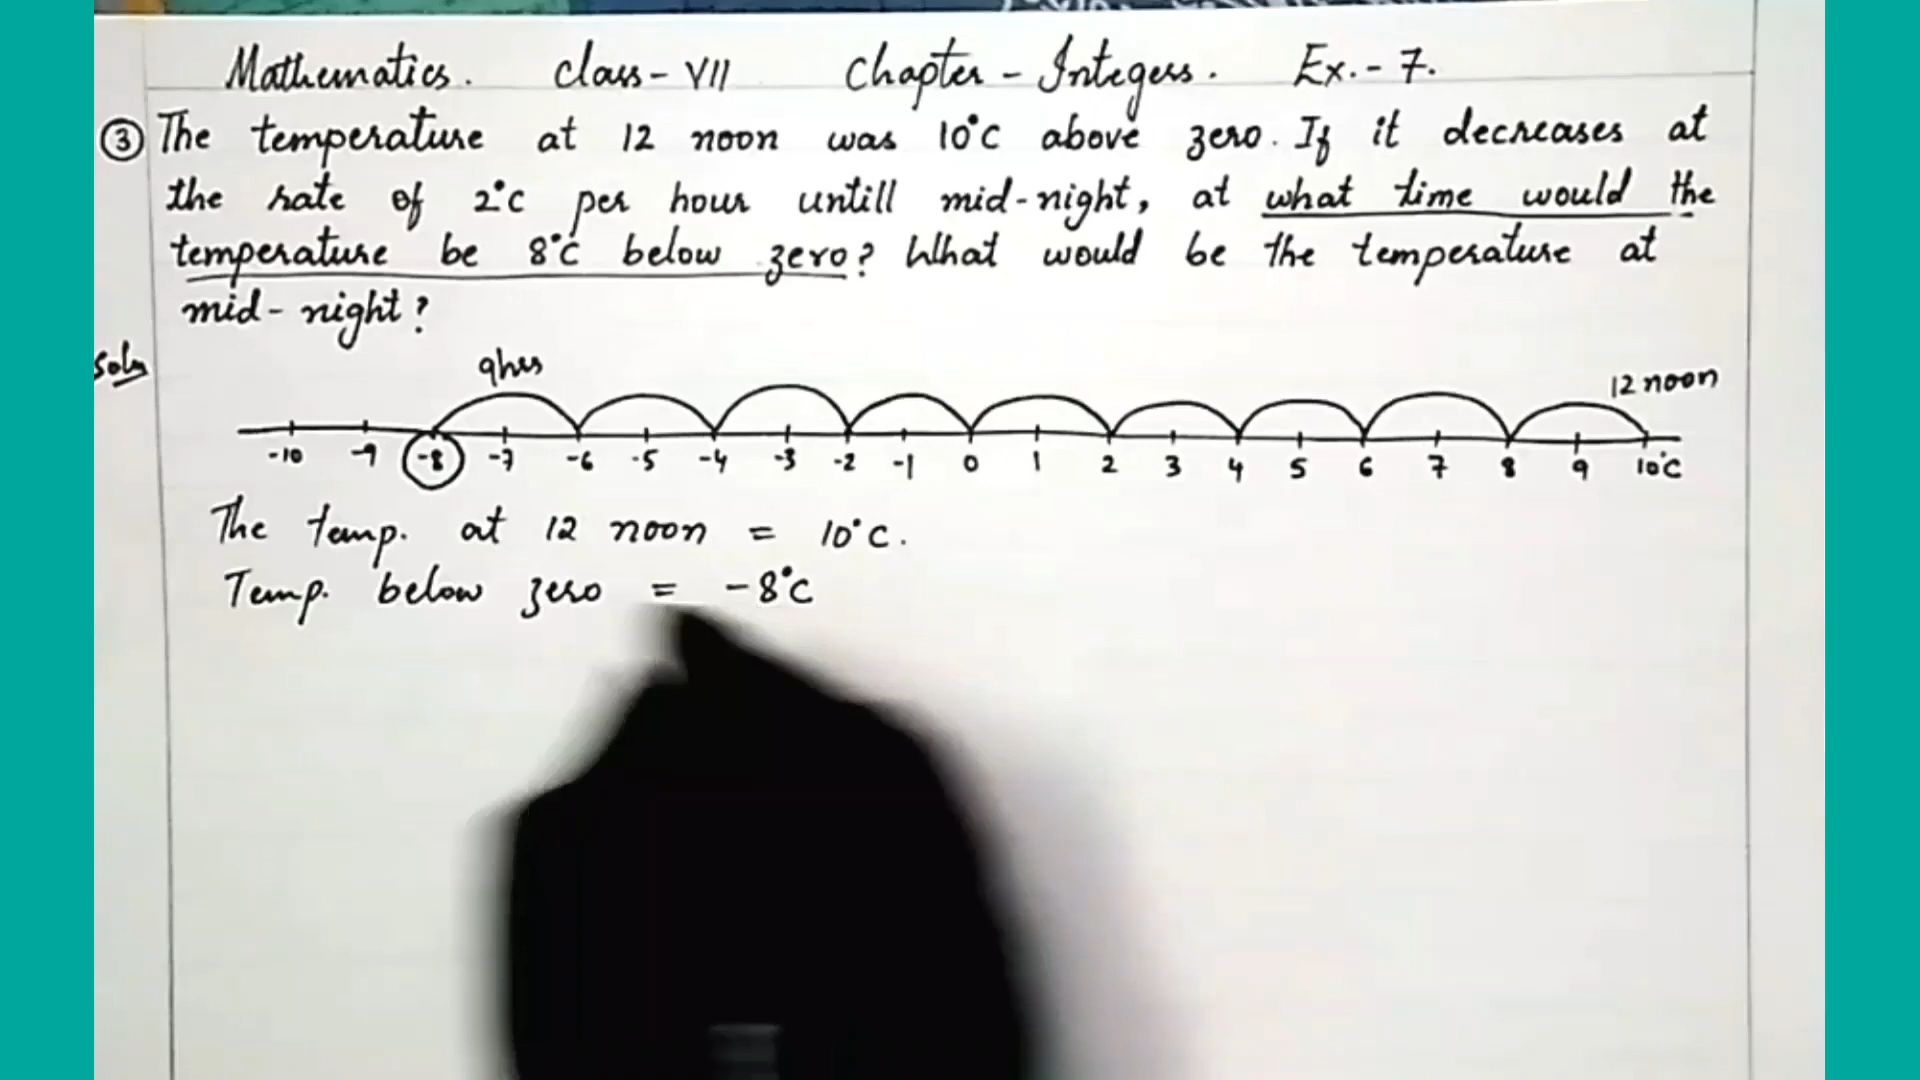 Mathematics. Class - VII Chapter - Integers. Ex. - 7.
③ The temperature at 12 noon was 10°C above zero. If it decreases at
the rate of 2°C per hour untill mid-night, at what time would the
temperature be 8°C below zero? What would be the temperature at
mid-night?
Soln
9hrs 12 noon
-10 -9 -8 -7 -6 -5 -4 -3 -2 -1 0 1 2 3 4 5 6 7 8 9 10°C
The temp. at 12 noon = 10°C.
Temp. below zero = -8°C